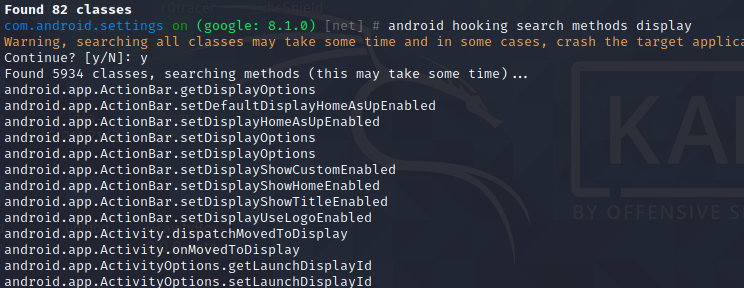 Found 82 classes
com.android.settings on (google: 8.1.0) [net] # android hooking search methods display
Warning, searching all classes may take some time and in some cases, crash the target applica
Continue? [y/N]: y
Found 5934 classes, searching methods (this may take some time)...
android.app.ActionBar.getDisplayOptions
android.app.ActionBar.setDefaultDisplayHomeAsUpEnabled
android.app.ActionBar.setDisplayHomeAsUpEnabled
android.app.ActionBar.setDisplayOptions
android.app.ActionBar.setDisplayOptions
android.app.ActionBar.setDisplayShowCustomEnabled
android.app.ActionBar.setDisplayShowHomeEnabled
android.app.ActionBar.setDisplayShowTitleEnabled
android.app.ActionBar.setDisplayUseLogoEnabled
android.app.Activity.dispatchMovedToDisplay
android.app.Activity.onMovedToDisplay
android.app.ActivityOptions.getLaunchDisplayId
android.app.ActivityOptions.setLaunchDisplayId
KA
BY OFFENSIVE S